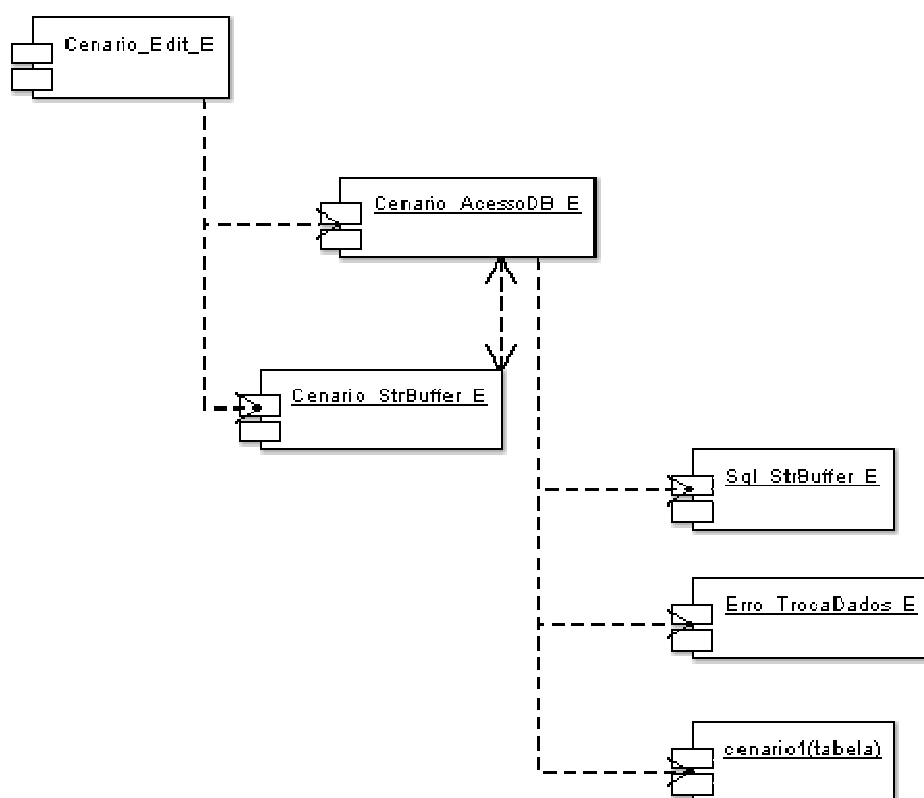 Cenario_Edit_E
Cenario_AcessoDB_E
Cenario_StrBuffer_E
Sql_StrBuffer_E
Erro_TrocaDados_E
cenario1(tabela)